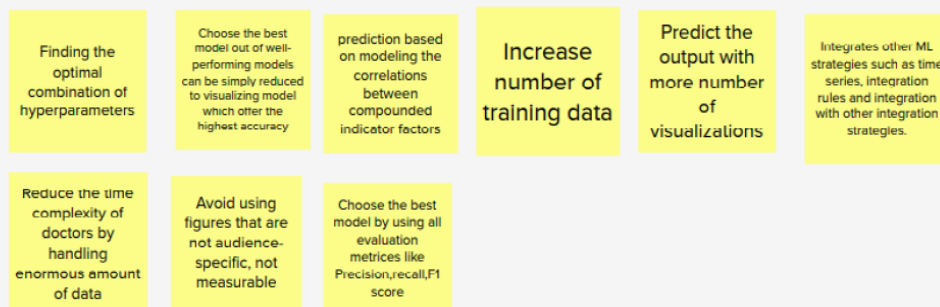 Finding the
optimal
combination of
hyperparameters
Choose the best
model out of well-
performing models
can be simply reduced
to visualizing model
which offer the
highest accuracy
prediction based
on modeling the
correlations
between
compounded
indicator factors
Increase
number of
training data
Predict the
output with
more number
of
visualizations
Integrates other ML
strategies such as time
series, integration
rules and integration
with other integration
strategies.
Reduce the time
complexity of
doctors by
handling
enormous amount
of data
Avoid using
figures that are
not audience-
specific, not
measurable
Choose the best
model by using all
evaluation
metrices like
Precision,recall,F1
score